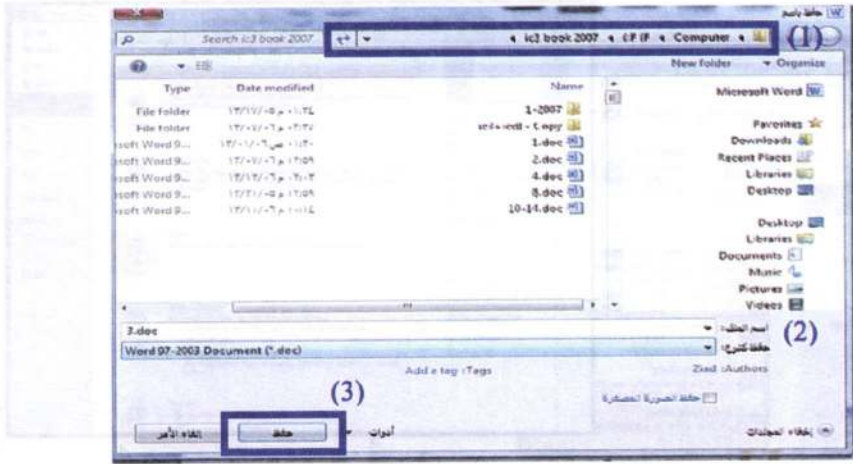 حفظ باسم
(1)
Computer
ic3 book 2007
Search ic3 book 2007
Organize
New folder
Name
Date modified
Type
Microsoft Word
1-2007
File folder
Favorites
Copy
File folder
Downloads
1.doc
Recent Places
2.doc
Libraries
4.doc
Desktop
8.doc
10-14.doc
Desktop
Libraries
Documents
Music
Pictures
Videos
اسم الملف:
3.doc
(2)
حفظ كنوع:
Word 97-2003 Document (*.doc)
Authors:
Ziad
Tags:
Add a tag
حفظ الصورة المصغرة
(3)
إخفاء المجلدات
أدوات
حفظ
إلغاء الأمر